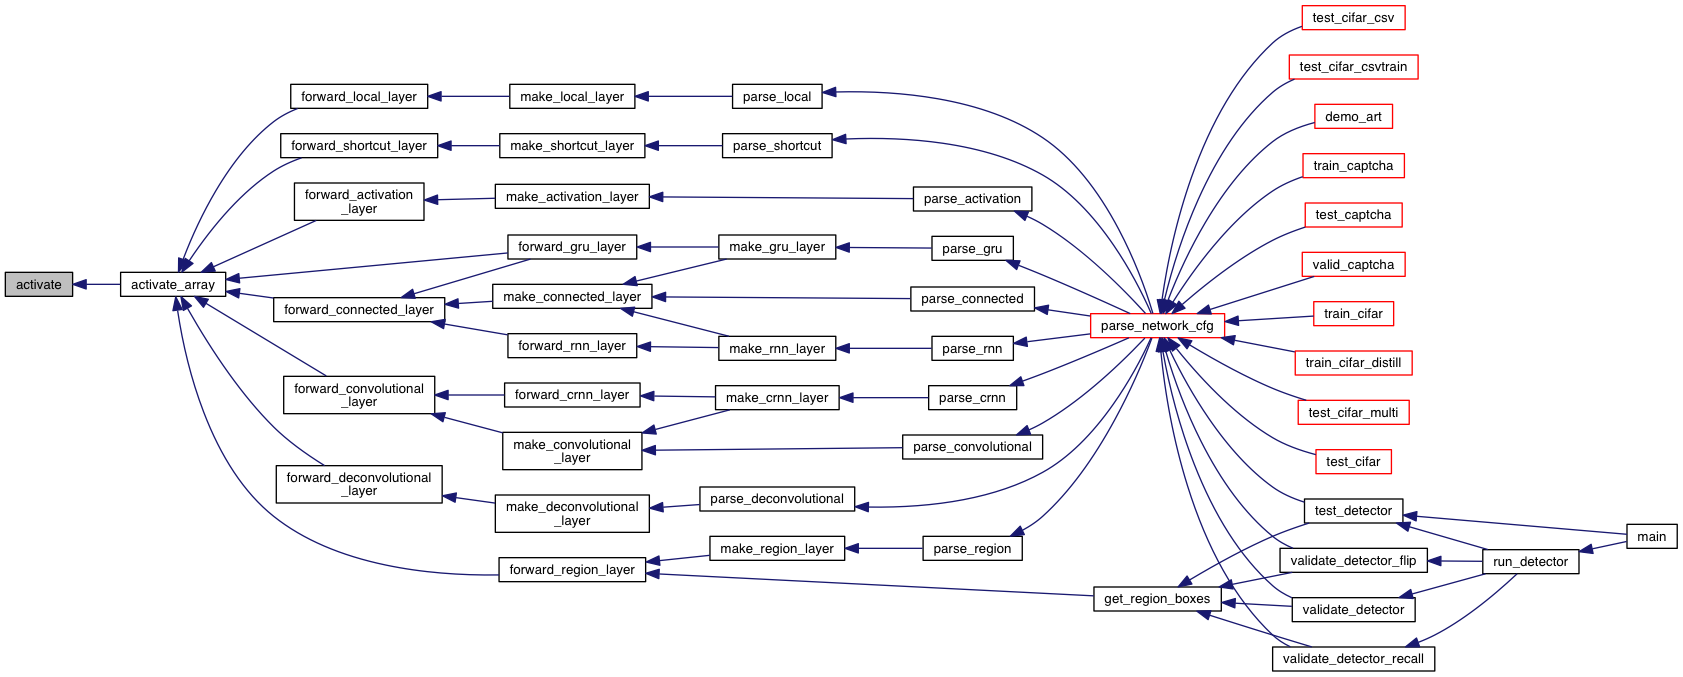 activate
activate_array
forward_local_layer
forward_shortcut_layer
forward_activation
_layer
forward_gru_layer
forward_connected_layer
forward_rnn_layer
forward_convolutional
_layer
forward_crnn_layer
forward_deconvolutional
_layer
forward_region_layer
make_local_layer
make_shortcut_layer
make_activation_layer
make_gru_layer
make_connected_layer
make_rnn_layer
make_crnn_layer
make_convolutional
_layer
make_deconvolutional
_layer
make_region_layer
parse_local
parse_shortcut
parse_activation
parse_gru
parse_connected
parse_rnn
parse_crnn
parse_convolutional
parse_deconvolutional
parse_region
parse_network_cfg
get_region_boxes
test_cifar_csv
test_cifar_csvtrain
demo_art
train_captcha
test_captcha
valid_captcha
train_cifar
train_cifar_distill
test_cifar_multi
test_cifar
test_detector
validate_detector_flip
validate_detector
validate_detector_recall
run_detector
main